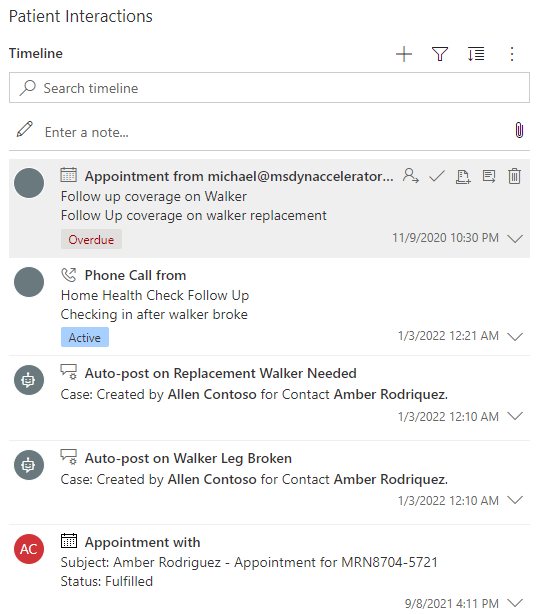 Patient Interactions
Timeline
Search timeline
Enter a note...
Appointment from michael@msdynaccelerator...
Follow up coverage on Walker
Follow Up coverage on walker replacement
Overdue
11/9/2020 10:30 PM
Phone Call from
Home Health Check Follow Up
Checking in after walker broke
Active
1/3/2022 12:21 AM
Auto-post on Replacement Walker Needed
Case: Created by Allen Contoso for Contact Amber Rodriquez.
1/3/2022 12:10 AM
Auto-post on Walker Leg Broken
Case: Created by Allen Contoso for Contact Amber Rodriquez.
1/3/2022 12:10 AM
AC
Appointment with
Subject: Amber Rodriguez - Appointment for MRN8704-5721
Status: Fulfilled
9/8/2021 4:11 PM